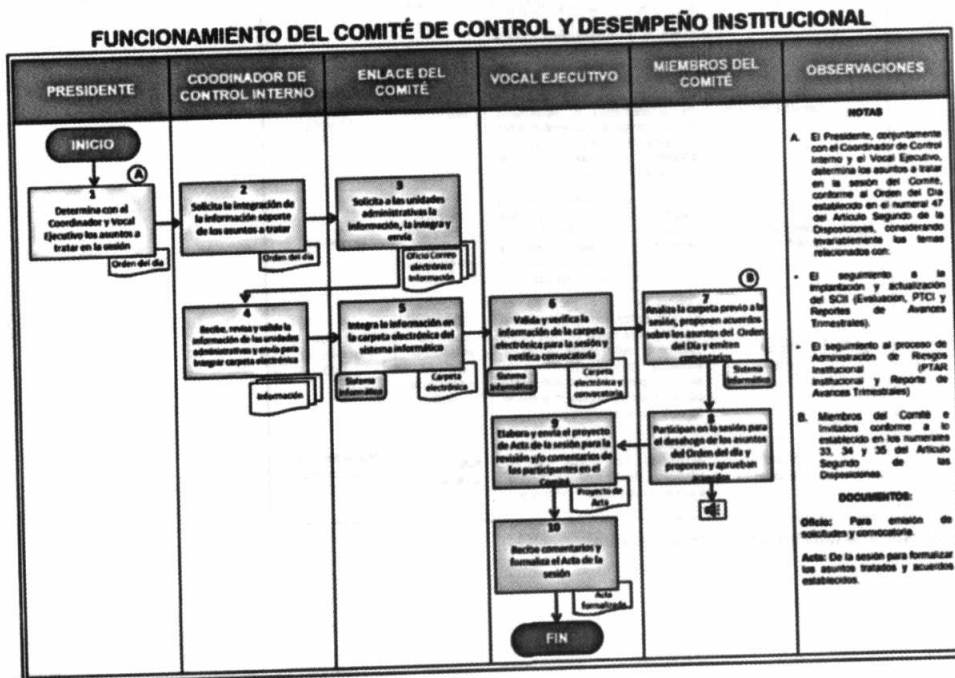 FUNCIONAMIENTO DEL COMITÉ DE CONTROL Y DESEMPEÑO INSTITUCIONAL
PRESIDENTE
COODINADOR DE
CONTROL INTERNO
ENLACE DEL
COMITÉ
VOCAL EJECUTIVO
MIEMBROS DEL
COMITÉ
OBSERVACIONES
INICIO
A
1
Determina con el
Coordinador y Vocal
Ejecutivo los asuntos a
tratar en la sesión
Orden del día
2
Solicita la integración de
la información soporte
de los asuntos a tratar
Orden del día
3
Solicita a las unidades
administrativas la
información, la integra y
envía
Oficio Correo
electrónico
Información
4
Recibe, revisa y valida la
información de las unidades
administrativas y envía para
integrar carpeta electrónica
Información
5
Integra la información en
la carpeta electrónica del
sistema informático
Sistema
Informático
Carpeta
electrónica
6
Valida y verifica la
información de la carpeta
electrónica para la sesión y
notifica convocatoria
Sistema
Informático
Carpeta
electrónica y
convocatoria
B
7
Analiza la carpeta previo a la
sesión, proponen acuerdos
sobre los asuntos del Orden
del Día y emiten
comentarios
Sistema
Informático
8
Participan en la sesión para
el desahogo de los asuntos
del Orden del día y
proponen y aprueban
acuerdos
9
Elabora y envía el proyecto
de Acta de la sesión para la
revisión y/o comentarios de
los participantes en el
Comité
Proyecto de
Acta
10
Recibe comentarios y
formaliza el Acta de la
sesión
Acta
formalizada
FIN
NOTAS
A. El Presidente, conjuntamente
con el Coordinador de Control
Interno y el Vocal Ejecutivo,
determina los asuntos a tratar
en la sesión del Comité,
conforme al Orden del Día
establecido en el numeral 47
del Artículo Segundo de la
Disposiciones, considerando
invariablemente los temas
relacionados con:
• El seguimiento a la
Implantación y actualización
del SCII (Evaluación, PTCI y
Reportes de Avances
Trimestrales).
• El seguimiento al proceso de
Administración de Riesgos
Institucional (PTAR
Institucional y Reporte de
Avances Trimestrales)
B. Miembros del Comité e
Invitados conforme a lo
establecido en los numerales
33, 34 y 35 del Artículo
Segundo de las
Disposiciones.
DOCUMENTOS:
Oficio: Para emisión de
solicitudes y convocatoria.
Acta: De la sesión para formalizar
los asuntos tratados y acuerdos
establecidos.